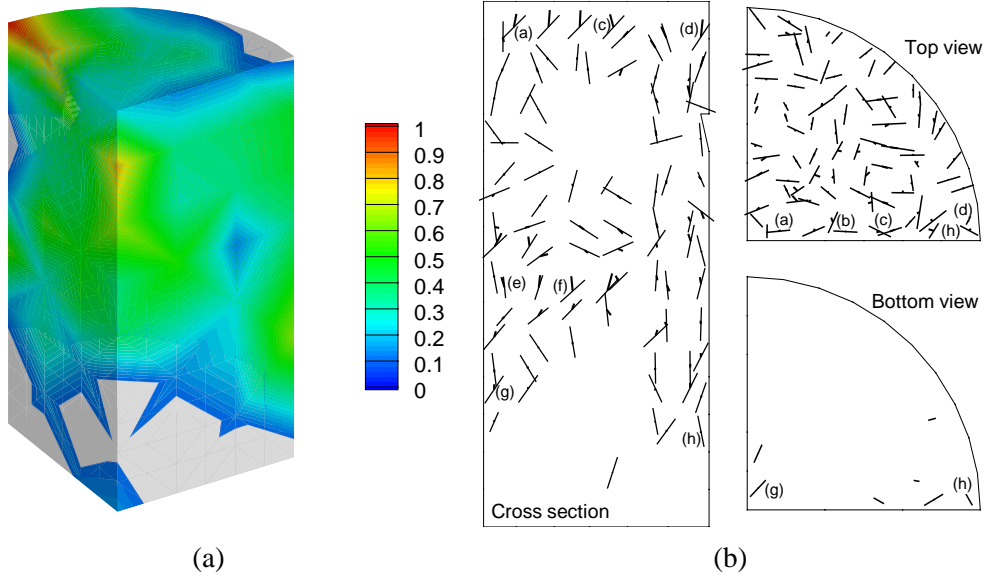 1
0.9
0.8
0.7
0.6
0.5
0.4
0.3
0.2
0.1
0
(a)
(c)
(d)
(e)
(f)
(g)
(h)
Cross section
Top view
(a)
(b)
(c)
(d)
(h)
Bottom view
(g)
(h)
(a)
(b)